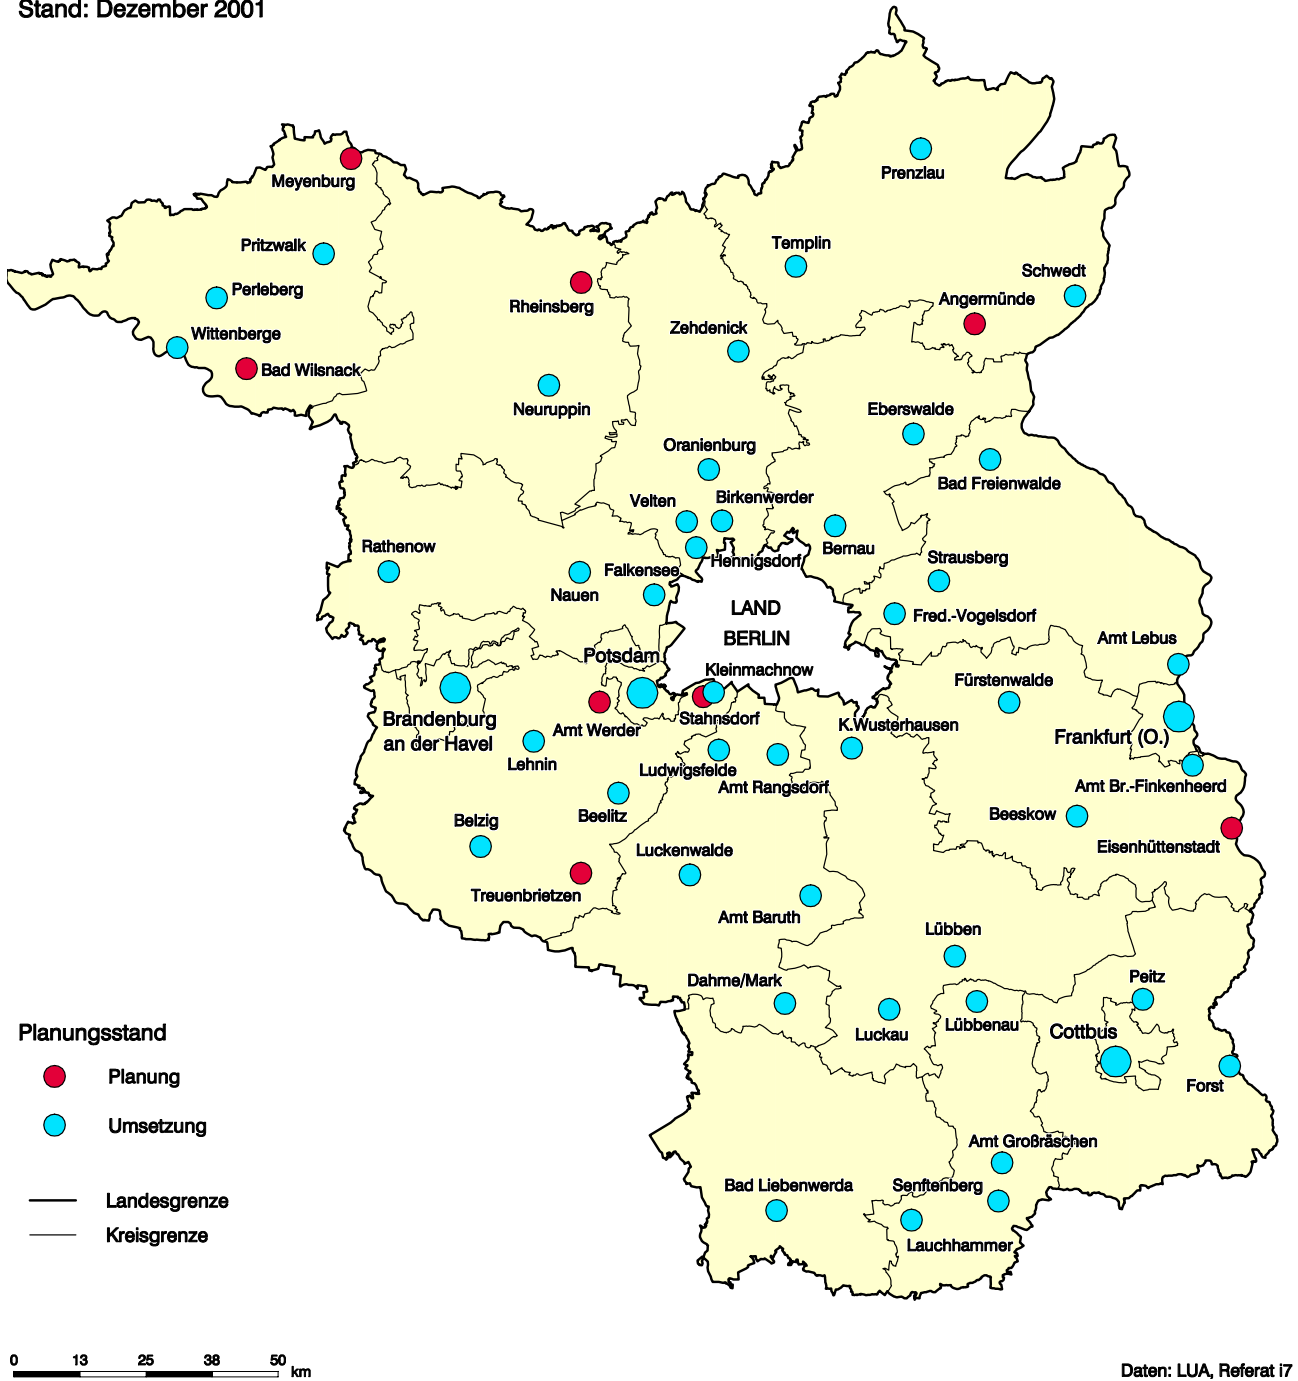 Stand: Dezember 2001
Prenzlau
Meyenburg
Templin
Pritzwalk
Schwedt
Perleberg
Angermünde
Rheinsberg
Zehdenick
Wittenberge
Bad Wilsnack
Neuruppin
Eberswalde
Oranienburg
Bad Freienwalde
Velten
Birkenwerder
Rathenow
Bernau
Hennigsdorf
Strausberg
Falkensee
Nauen
LAND
BERLIN
Fred.-Vogelsdorf
Amt Lebus
Potsdam
Kleinmachnow
Fürstenwalde
Brandenburg
an der Havel
Stahnsdorf
K.Wusterhausen
Amt Werder
Frankfurt (O.)
Lehnin
Ludwigsfelde
Amt Rangsdorf
Amt Br.-Finkenheerd
Beelitz
Beeskow
Belzig
Eisenhüttenstadt
Luckenwalde
Treuenbrietzen
Amt Baruth
Lübben
Dahme/Mark
Peitz
Luckau
Lübbenau
Cottbus
Forst
Amt Großräschen
Bad Liebenwerda
Senftenberg
Lauchhammer
Planungsstand
Planung
Umsetzung
Landesgrenze
Kreisgrenze
0 13 25 38 50 km
Daten: LUA, Referat i7